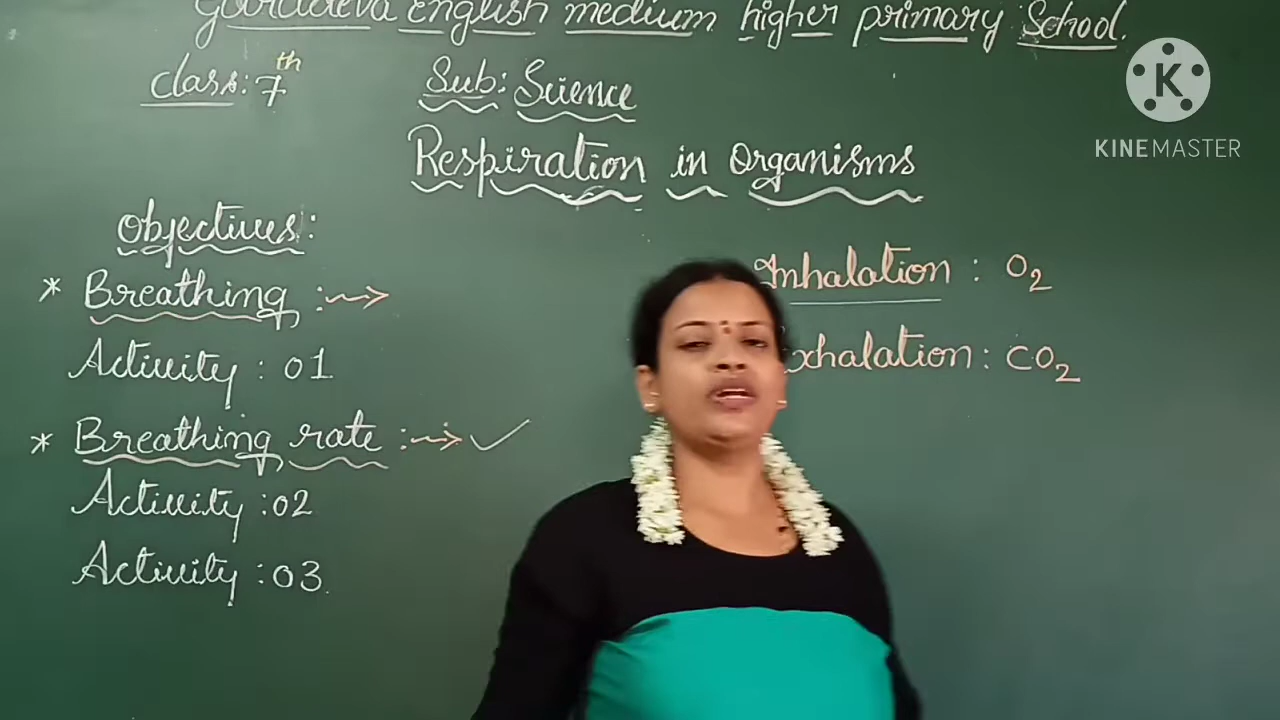 English medium higher primary School.
class: 7th
Sub: Science
Respiration in Organisms
Objectives:
* Breathing :→
Activity : 01
* Breathing rate :→ ✓
Activity : 02
Activity : 03
Inhalation : O2
Exhalation : CO2
K
KINEMASTER